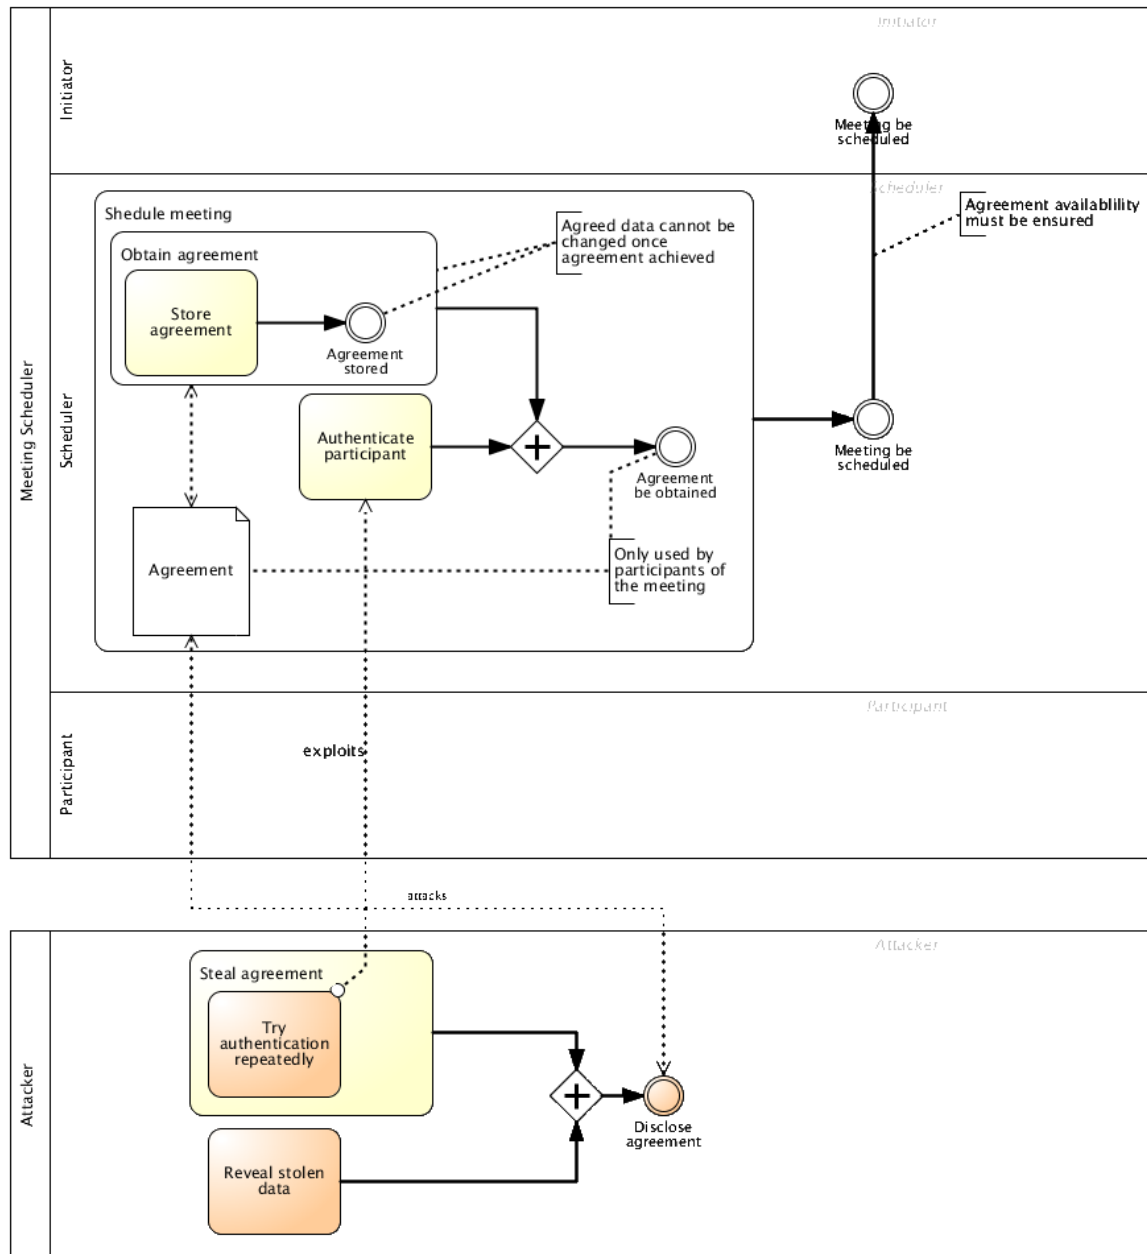 Initiator
Initiator
Meeting be
scheduled
Meeting Scheduler
Scheduler
Scheduler
Shedule meeting
Agreement availablility
must be ensured
Agreed data cannot be
changed once
agreement achieved
Obtain agreement
Store
agreement
Agreement
stored
Authenticate
participant
Agreement
be obtained
Meeting be
scheduled
Agreement
Only used by
participants of
the meeting
Participant
Participant
exploits
attacks
Attacker
Attacker
Steal agreement
Try
authentication
repeatedly
Disclose
agreement
Reveal stolen
data